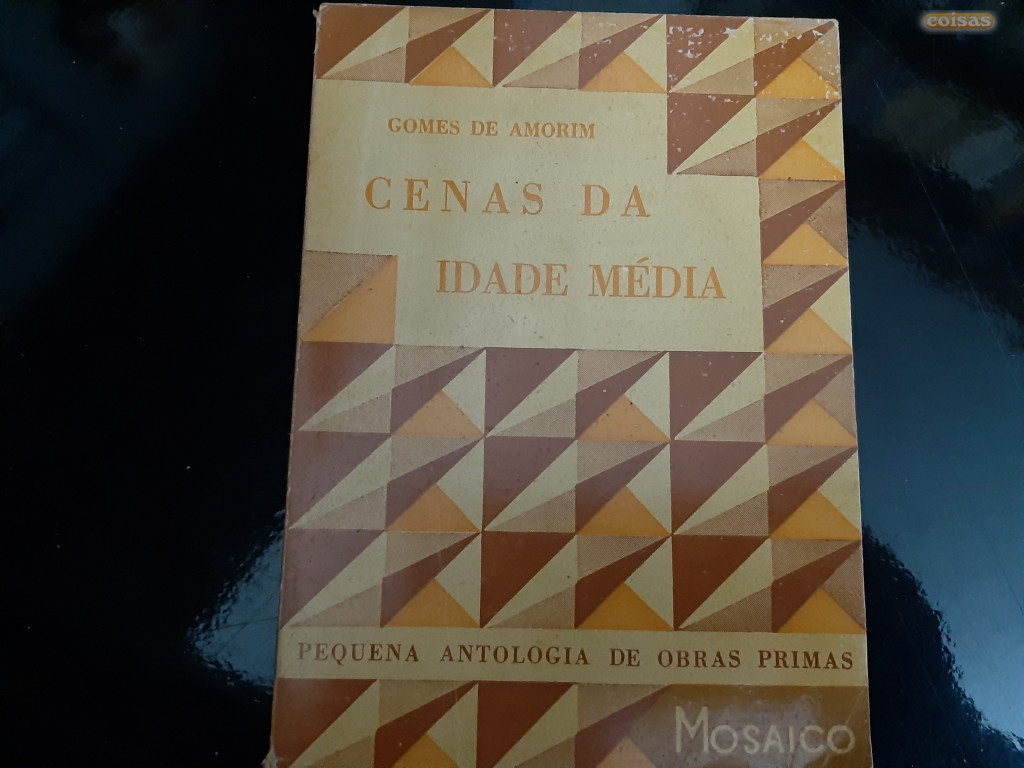 coisas
GOMES DE AMORIM
CENAS DA
IDADE MÉDIA
PEQUENA ANTOLOGIA DE OBRAS PRIMAS
MOSAICO